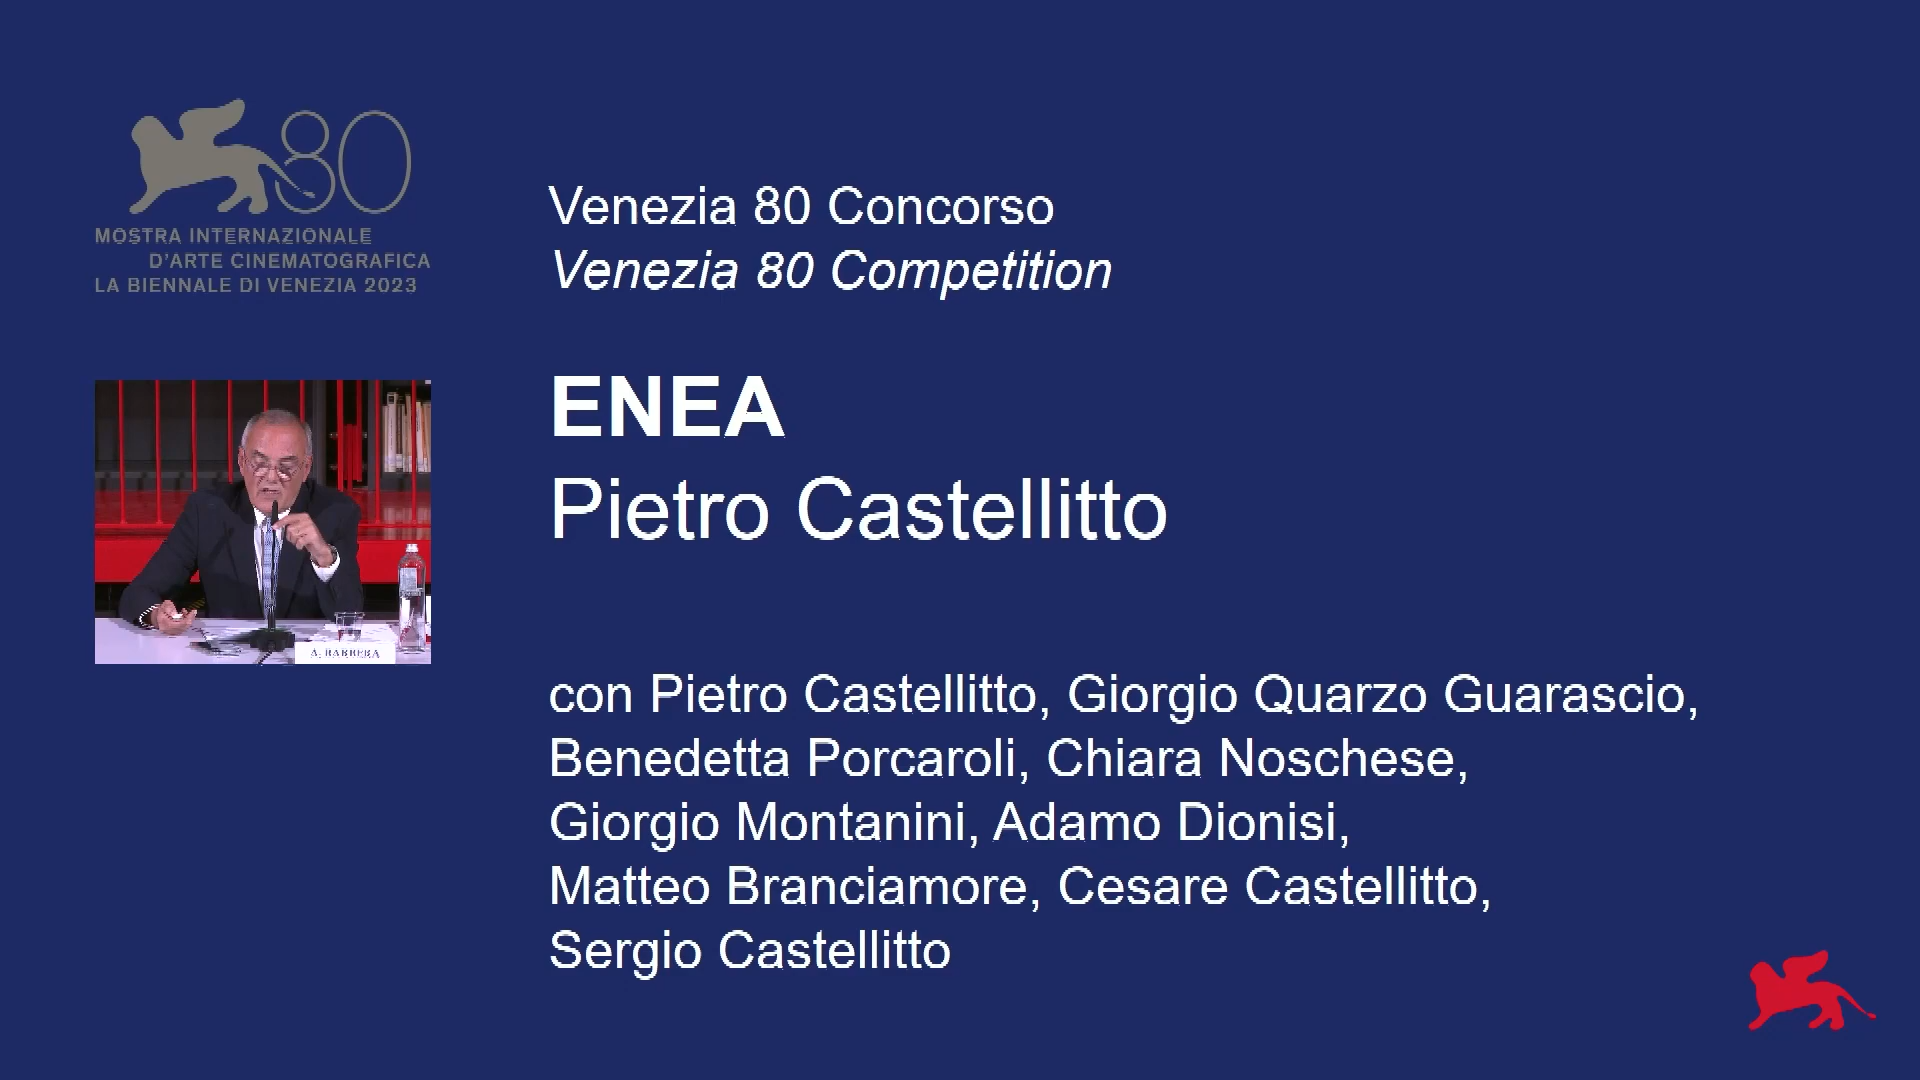 80
MOSTRA INTERNAZIONALE
D'ARTE CINEMATOGRAFICA
LA BIENNALE DI VENEZIA 2023
Venezia 80 Concorso
Venezia 80 Competition
ENEA
Pietro Castellitto
A. BARBERA
con Pietro Castellitto, Giorgio Quarzo Guarascio,
Benedetta Porcaroli, Chiara Noschese,
Giorgio Montanini, Adamo Dionisi,
Matteo Branciamore, Cesare Castellitto,
Sergio Castellitto